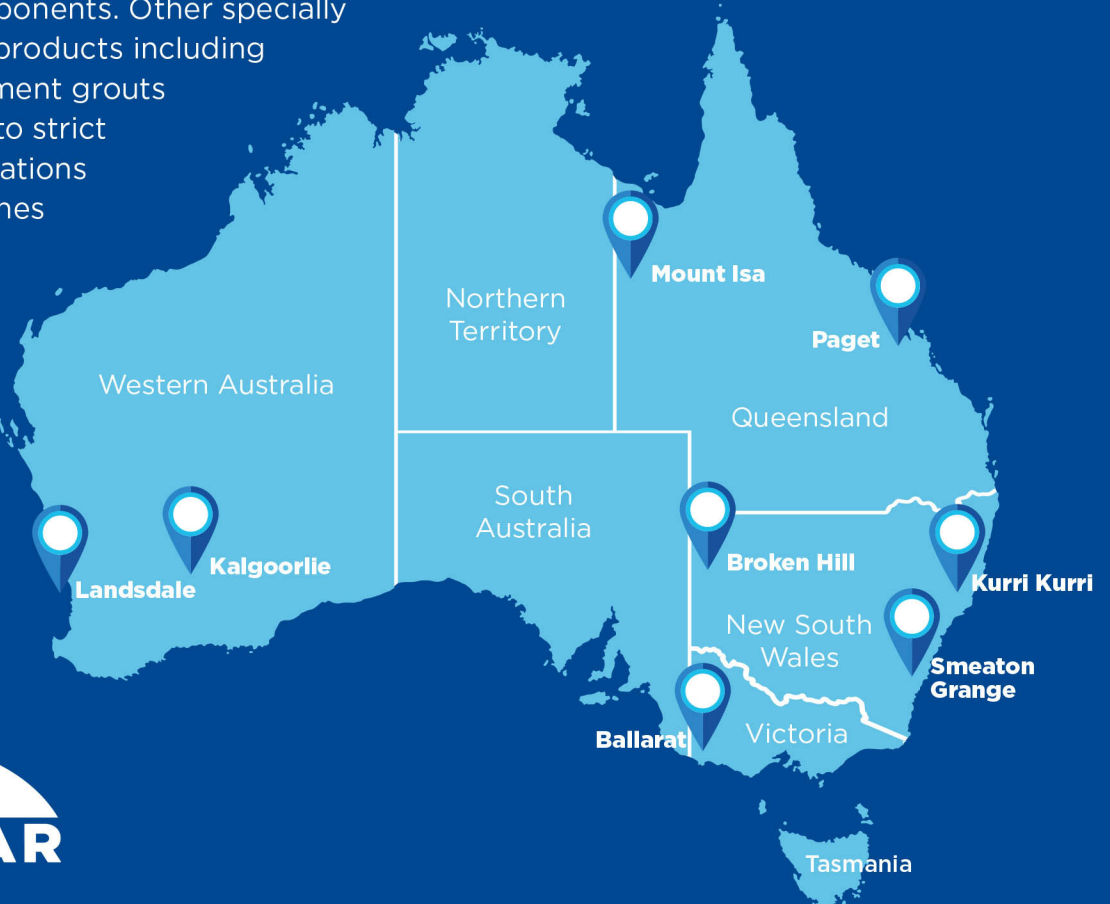 ponents. Other specially
products including
ment grouts
to strict
ations
nes
Mount Isa
Northern
Territory
Paget
Western Australia
Queensland
South
Australia
Broken Hill
Kalgoorlie
Landsdale
Kurri Kurri
New South
Wales
Smeaton
Grange
Ballarat
Victoria
AR
Tasmania